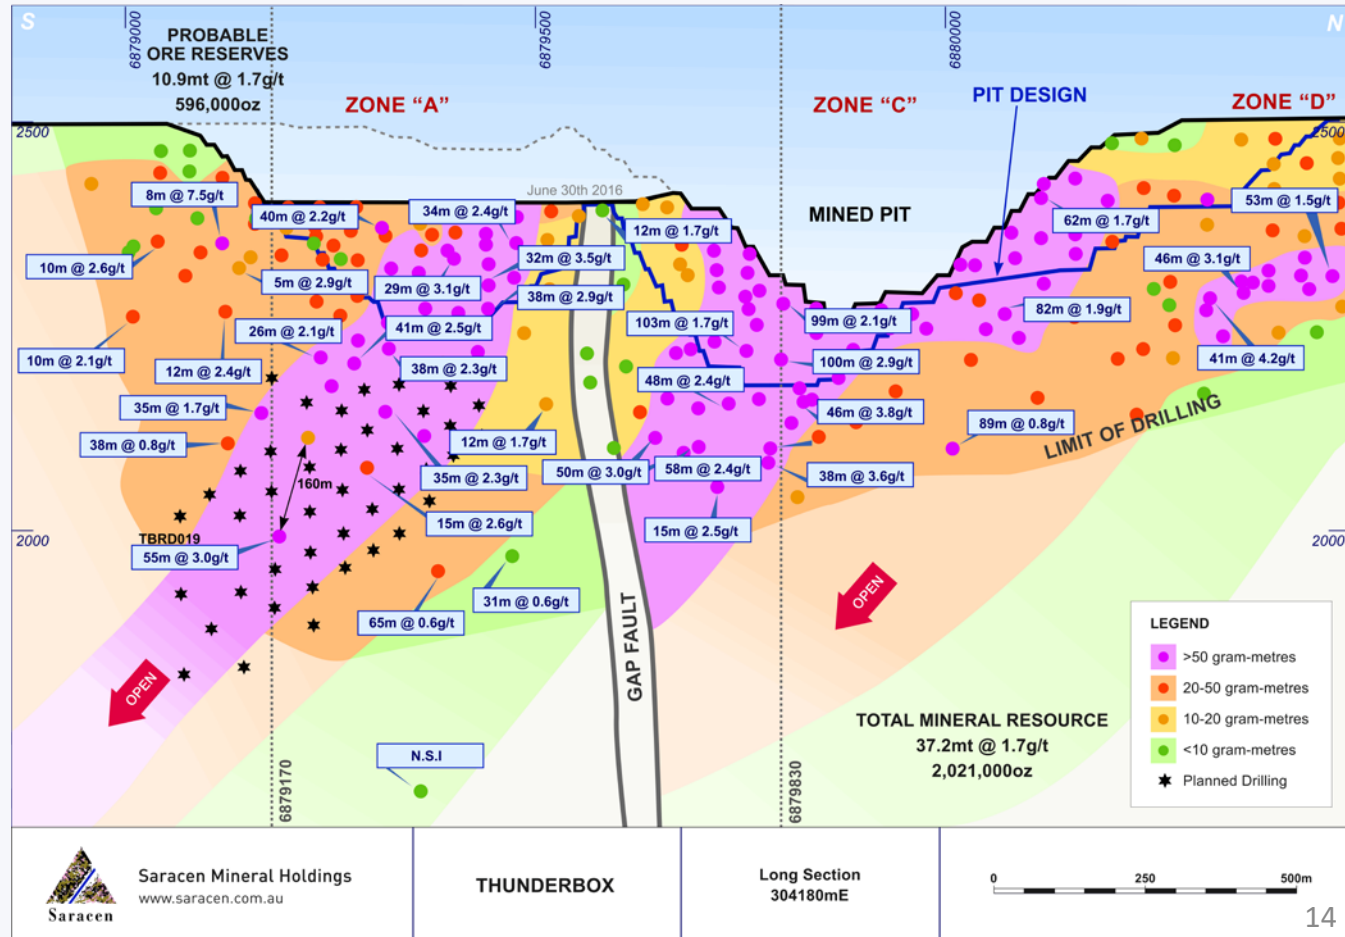 S
N
6879000
6879500
6880000
PROBABLE
ORE RESERVES
10.9mt @ 1.7g/t
596,000oz
ZONE “A”
ZONE “C”
PIT DESIGN
ZONE “D”
2500
2500
June 30th 2016
MINED PIT
8m @ 7.5g/t
40m @ 2.2g/t
34m @ 2.4g/t
12m @ 1.7g/t
62m @ 1.7g/t
53m @ 1.5g/t
10m @ 2.6g/t
5m @ 2.9g/t
29m @ 3.1g/t
32m @ 3.5g/t
38m @ 2.9g/t
46m @ 3.1g/t
26m @ 2.1g/t
41m @ 2.5g/t
103m @ 1.7g/t
99m @ 2.1g/t
82m @ 1.9g/t
10m @ 2.1g/t
12m @ 2.4g/t
38m @ 2.3g/t
48m @ 2.4g/t
100m @ 2.9g/t
41m @ 4.2g/t
35m @ 1.7g/t
38m @ 0.8g/t
12m @ 1.7g/t
46m @ 3.8g/t
89m @ 0.8g/t
LIMIT OF DRILLING
160m
35m @ 2.3g/t
50m @ 3.0g/t
58m @ 2.4g/t
38m @ 3.6g/t
15m @ 2.6g/t
15m @ 2.5g/t
2000
2000
TBRD019
55m @ 3.0g/t
31m @ 0.6g/t
65m @ 0.6g/t
OPEN
OPEN
GAP FAULT
N.S.I
6879170
6879830
TOTAL MINERAL RESOURCE
37.2mt @ 1.7g/t
2,021,000oz
LEGEND
>50 gram-metres
20-50 gram-metres
10-20 gram-metres
<10 gram-metres
Planned Drilling
Saracen
Saracen Mineral Holdings
www.saracen.com.au
THUNDERBOX
Long Section
304180mE
0
250
500m
14